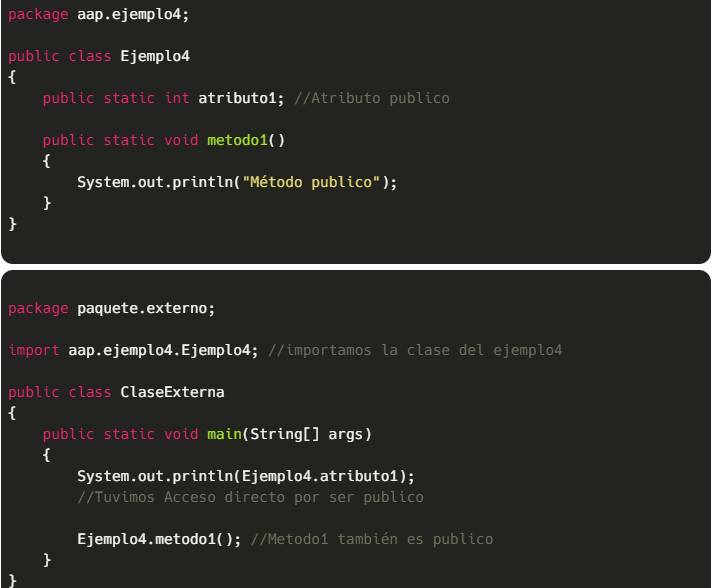 package aap.ejemplo4;
public class Ejemplo4
{
public static int atributo1; //Atributo publico
public static void metodo1()
{
System.out.println("Método publico");
}
}
package paquete.externo;
import aap.ejemplo4.Ejemplo4; //importamos la clase del ejemplo4
public class ClaseExterna
{
public static void main(String[] args)
{
System.out.println(Ejemplo4.atributo1);
//Tuvimos Acceso directo por ser publico
Ejemplo4.metodo1(); //Metodo1 también es publico
}
}